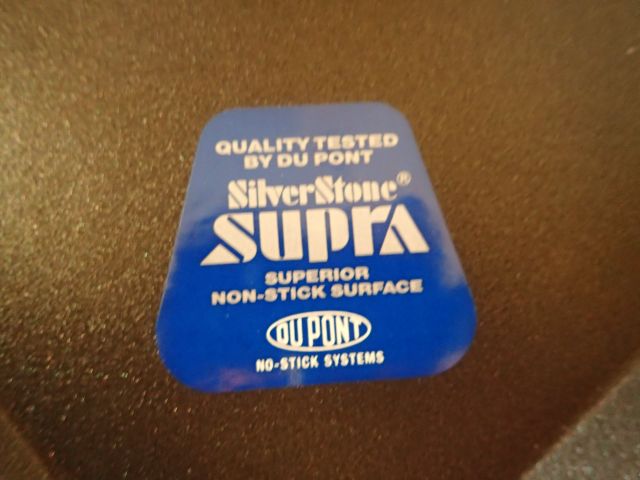 QUALITY TESTED
BY DU PONT
SilverStone®
Supra
SUPERIOR
NON-STICK SURFACE
DU PONT
NO-STICK SYSTEMS